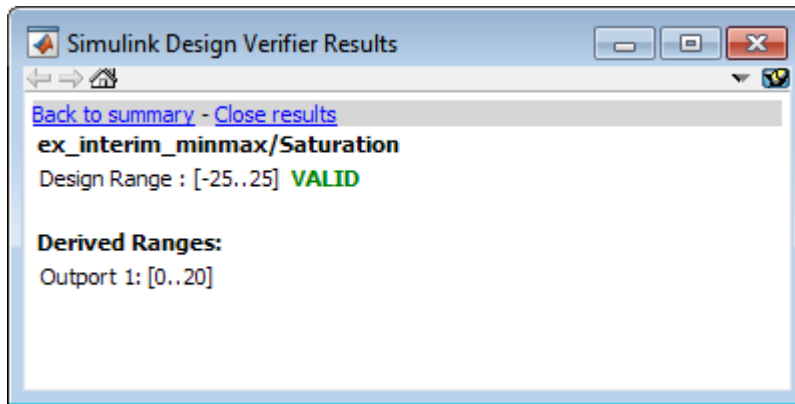 Simulink Design Verifier Results
Back to summary - Close results
ex_interim_minmax/Saturation
Design Range : [-25..25] VALID
Derived Ranges:
Outport 1: [0..20]